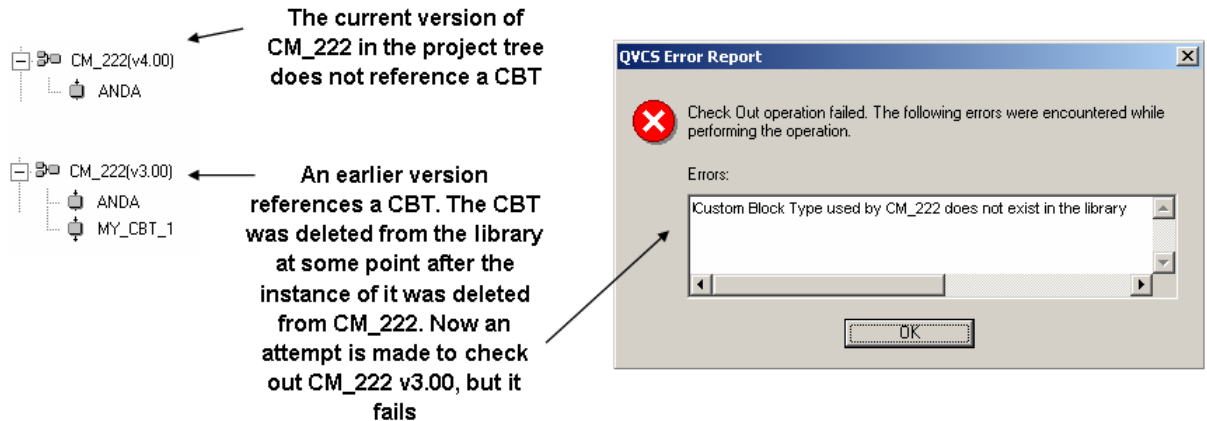 The current version of
CM_222 in the project tree
does not reference a CBT
CM_222(v4.00)
ANDA
CM_222(v3.00)
ANDA
MY_CBT_1
An earlier version
references a CBT. The CBT
was deleted from the library
at some point after the
instance of it was deleted
from CM_222. Now an
attempt is made to check
out CM_222 v3.00, but it
fails
QVCS Error Report
Check Out operation failed. The following errors were encountered while
performing the operation.
Errors:
Custom Block Type used by CM_222 does not exist in the library
OK